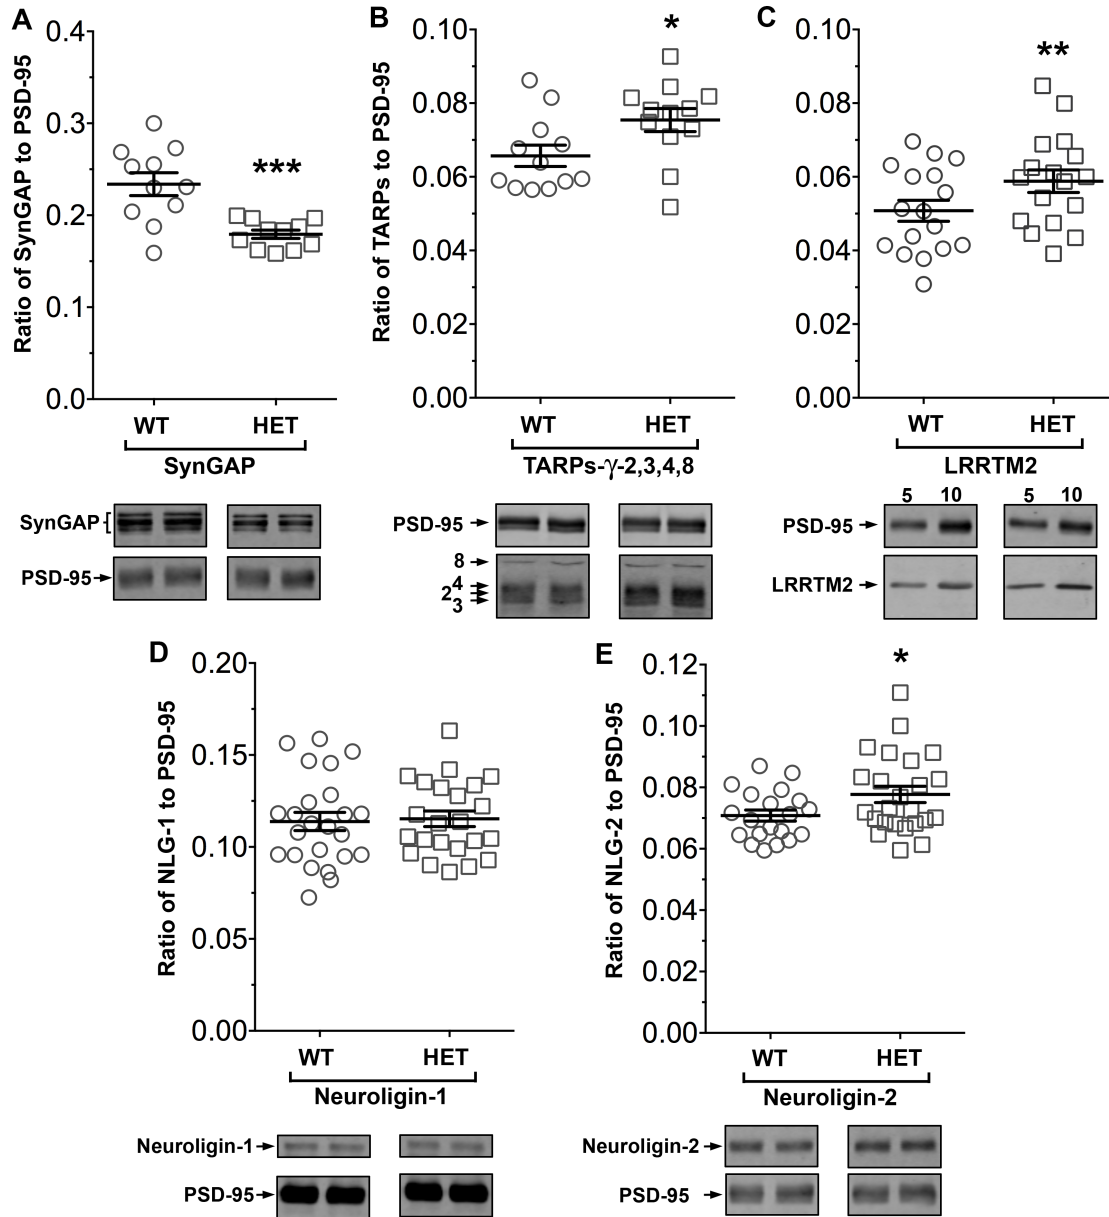 A
Ratio of SynGAP to PSD-95
0.4
0.3
0.2
0.1
0.0
***
WT HET
SynGAP
SynGAP
PSD-95
B
Ratio of TARPs to PSD-95
0.10
0.08
0.06
0.04
0.02
0.00
*
WT HET
TARPs-γ-2,3,4,8
PSD-95
8
4
2
3
C
0.10
0.08
0.06
0.04
0.02
0.00
**
WT HET
LRRTM2
5 10 5 10
PSD-95
LRRTM2
D
Ratio of NLG-1 to PSD-95
0.20
0.15
0.10
0.05
0.00
WT HET
Neuroligin-1
Neuroligin-1
PSD-95
E
Ratio of NLG-2 to PSD-95
0.12
0.10
0.08
0.06
0.04
0.02
0.00
*
WT HET
Neuroligin-2
Neuroligin-2
PSD-95